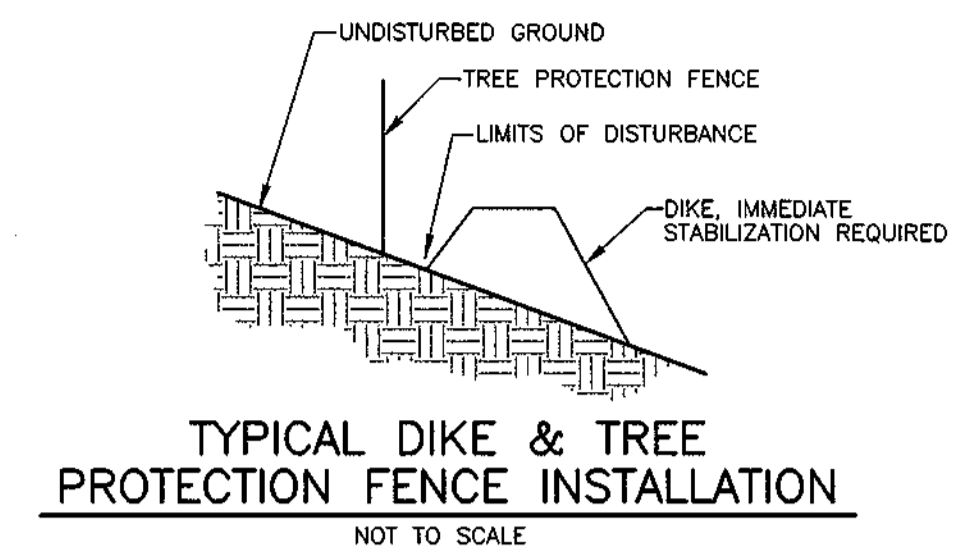 UNDISTURBED GROUND
TREE PROTECTION FENCE
LIMITS OF DISTURBANCE
DIKE, IMMEDIATE
STABILIZATION REQUIRED
TYPICAL DIKE & TREE
PROTECTION FENCE INSTALLATION
NOT TO SCALE